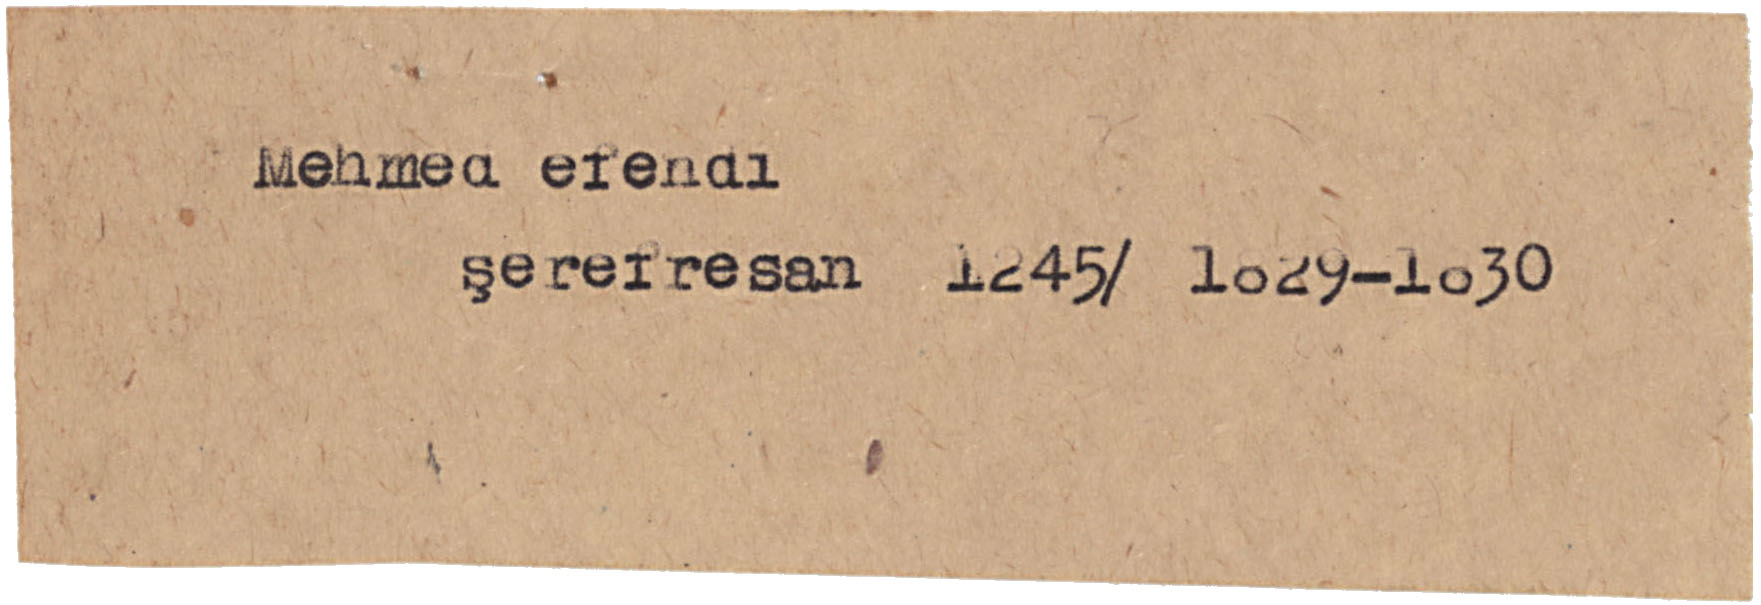 Mehmed efendi
şerefresan 1245/ 1829-1830